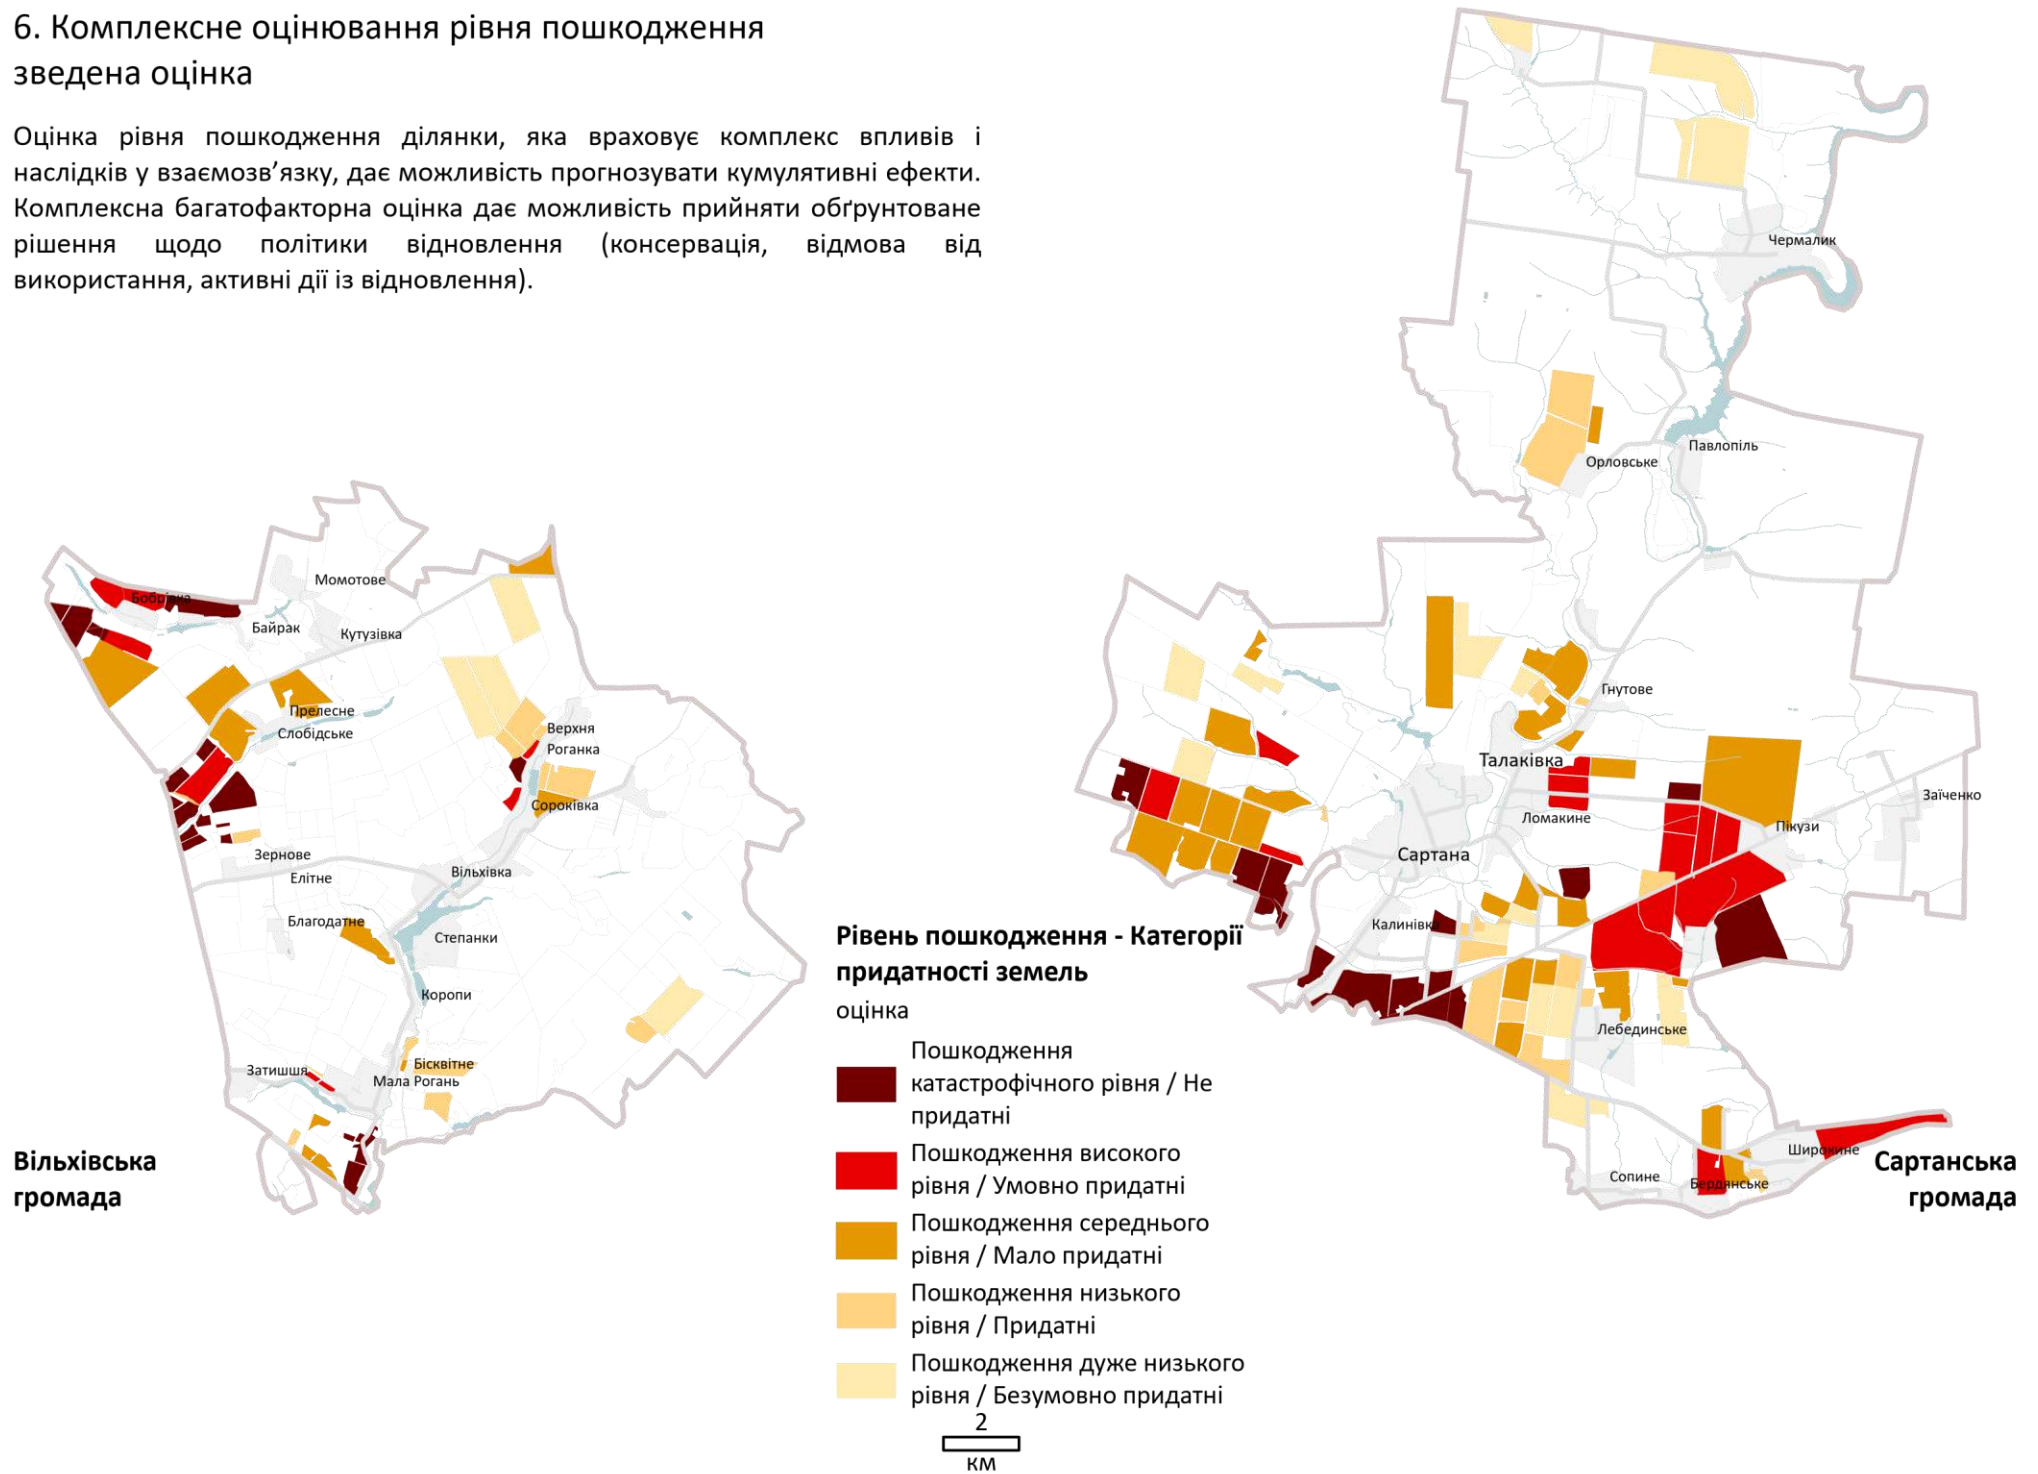 6. Комплексне оцінювання рівня пошкодження
зведена оцінка
Оцінка рівня пошкодження ділянки, яка враховує комплекс впливів і
наслідків у взаємозв’язку, дає можливість прогнозувати кумулятивні ефекти.
Комплексна багатофакторна оцінка дає можливість прийняти обґрунтоване
рішення щодо політики відновлення (консервація, відмова від
використання, активні дії із відновлення).
Момотове
Бобрівка
Байрак
Кутузівка
Прелесне
Слобідське
Верхня
Роганка
Сороківка
Зернове
Елітне
Вільхівка
Благодатне
Степанки
Коропи
Затишшя
Бісквітне
Мала Рогань
Вільхівська
громада
Чермалик
Павлопіль
Орловське
Гнутове
Талаківка
Ломакине
Заїченко
Пікузи
Сартана
Калинівка
Лебединське
Широкине
Сопине
Бердянське
Сартанська
громада
Рівень пошкодження - Категорії
придатності земель
оцінка
Пошкодження
катастрофічного рівня / Не
придатні
Пошкодження високого
рівня / Умовно придатні
Пошкодження середнього
рівня / Мало придатні
Пошкодження низького
рівня / Придатні
Пошкодження дуже низького
рівня / Безумовно придатні
2
км